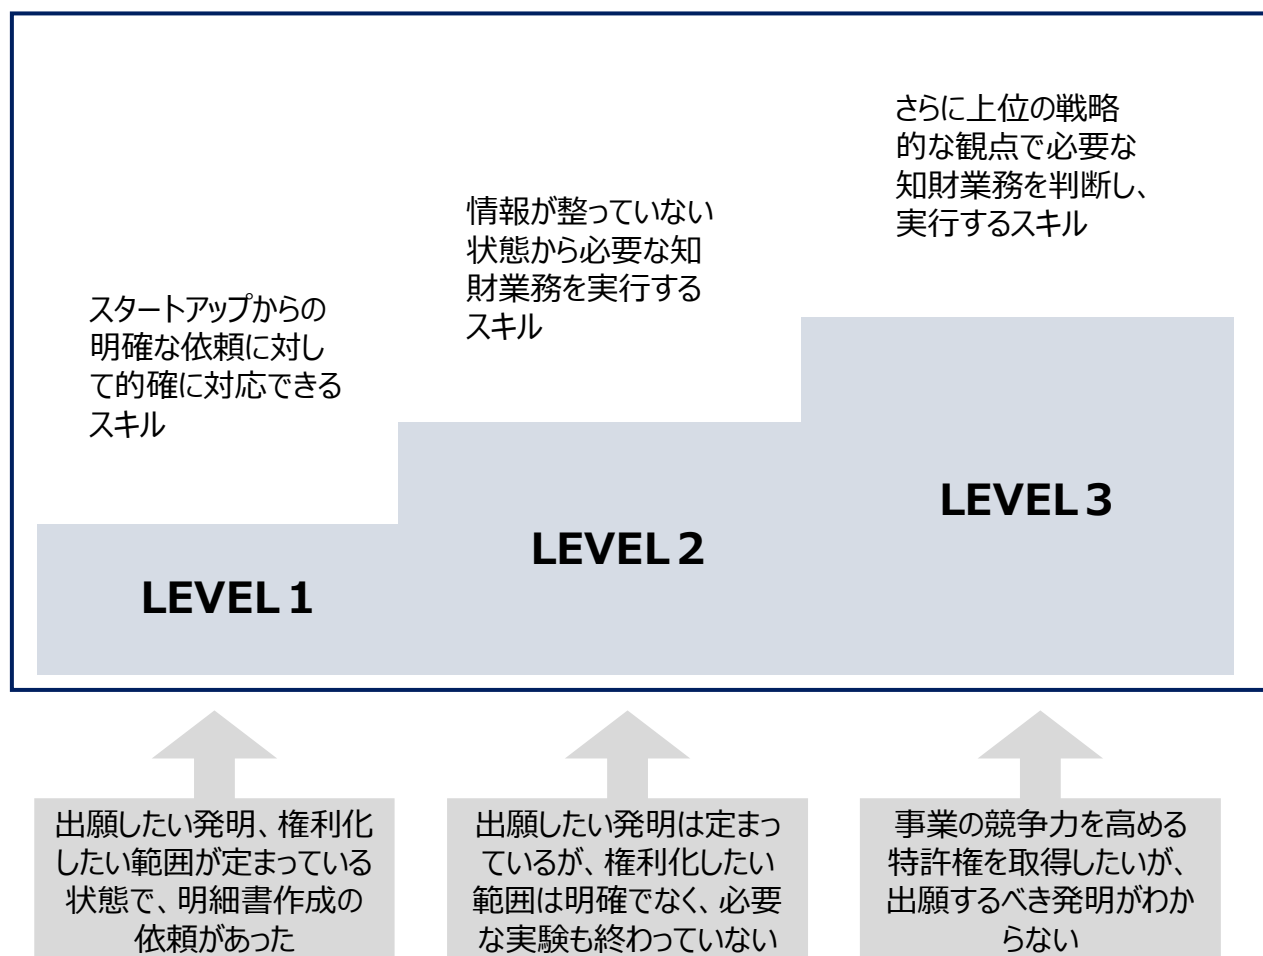 さらに上位の戦略
的な観点で必要な
知財業務を判断し、
実行するスキル
情報が整っていない
状態から必要な知
財業務を実行する
スキル
スタートアップからの
明確な依頼に対し
て的確に対応できる
スキル
LEVEL１
LEVEL２
LEVEL３
出願したい発明、権利化
したい範囲が定まっている
状態で、明細書作成の
依頼があった
出願したい発明は定まっ
ているが、権利化したい
範囲は明確でなく、必要
な実験も終わっていない
事業の競争力を高める
特許権を取得したいが、
出願するべき発明がわか
らない